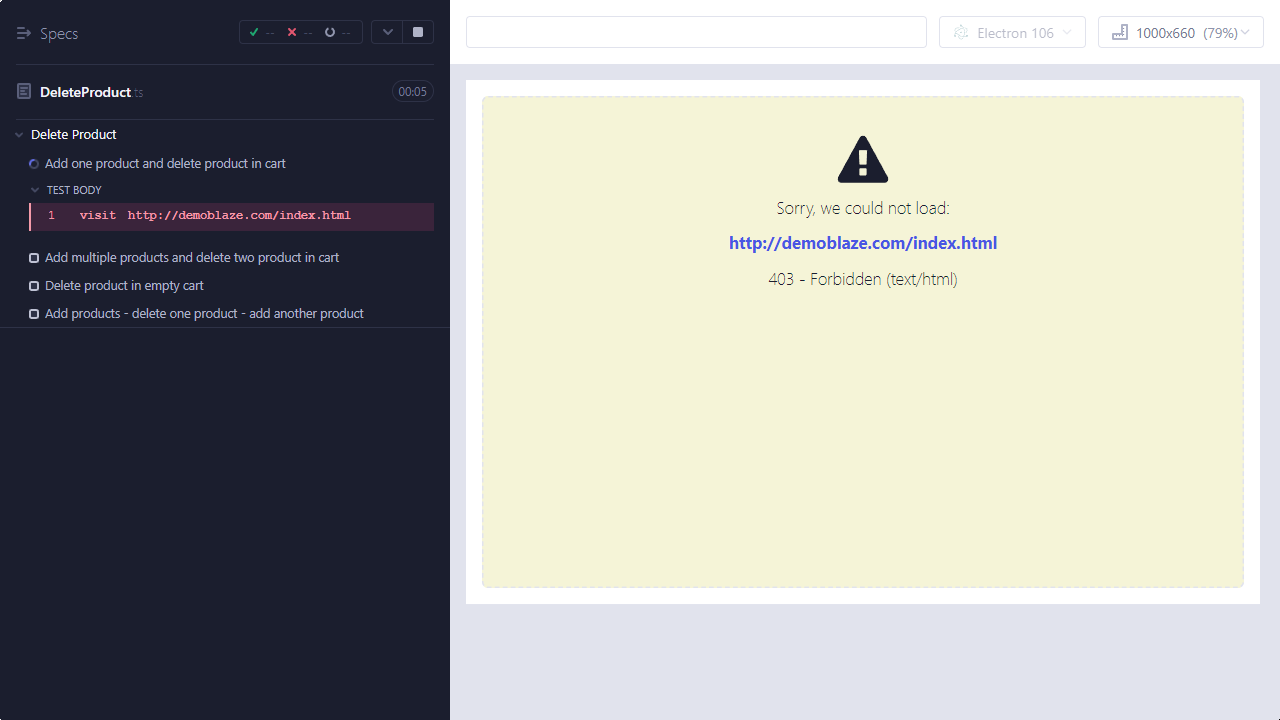 Specs
-- -- --
DeleteProduct.ts
00:05
Delete Product
Add one product and delete product in cart
TEST BODY
1 visit http://demoblaze.com/index.html
Add multiple products and delete two product in cart
Delete product in empty cart
Add products - delete one product - add another product
Electron 106
1000x660 (79%)
Sorry, we could not load:
http://demoblaze.com/index.html
403 - Forbidden (text/html)